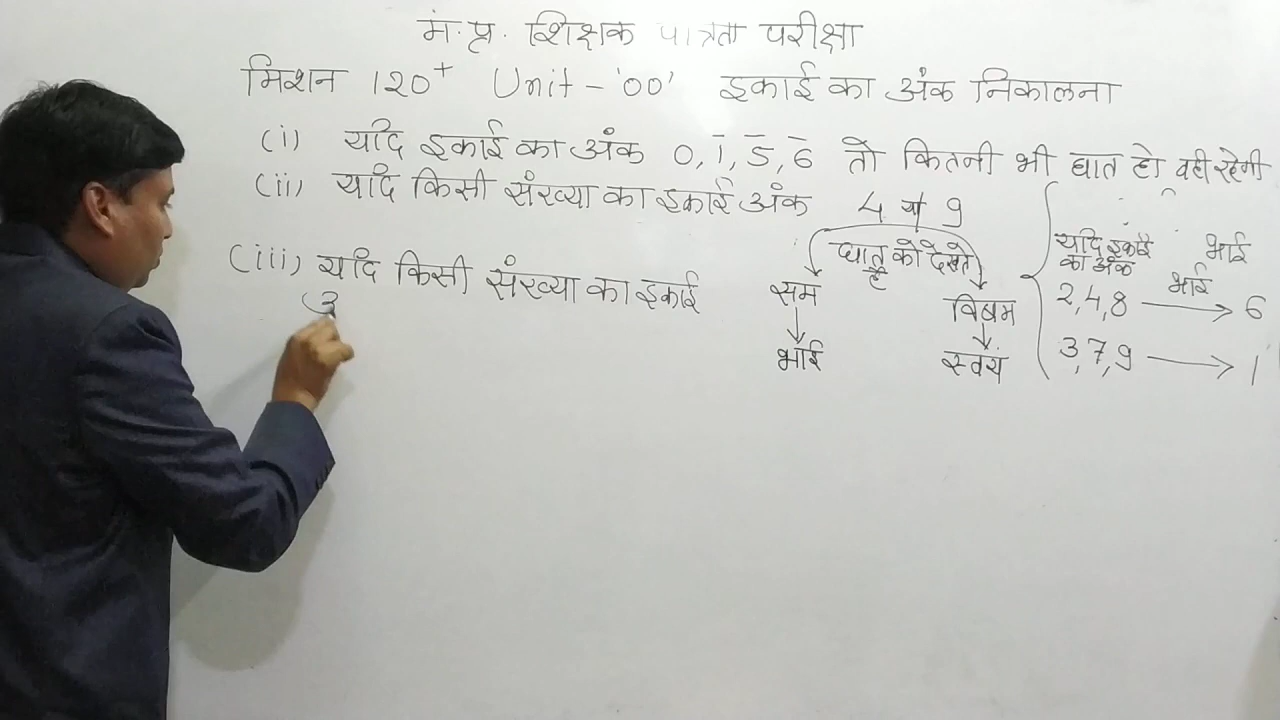 मं.प्र. शिक्षक पात्रता परीक्षा
मिशन 120+ Unit - '00' इकाई का अंक निकालना
(i) यदि इकाई का अंक 0, 1, 5, 6 तो कितनी भी घात हो वही रहेगी
(ii) यदि किसी संख्या का इकाई अंक 4 या 9
घात को देखते है
सम विषम
भाई स्वयं
यदि इकाई का अंक भाई
भाई
2,4,8 → 6
3,7,9 → 1
(iii) यदि किसी संख्या का इकाई